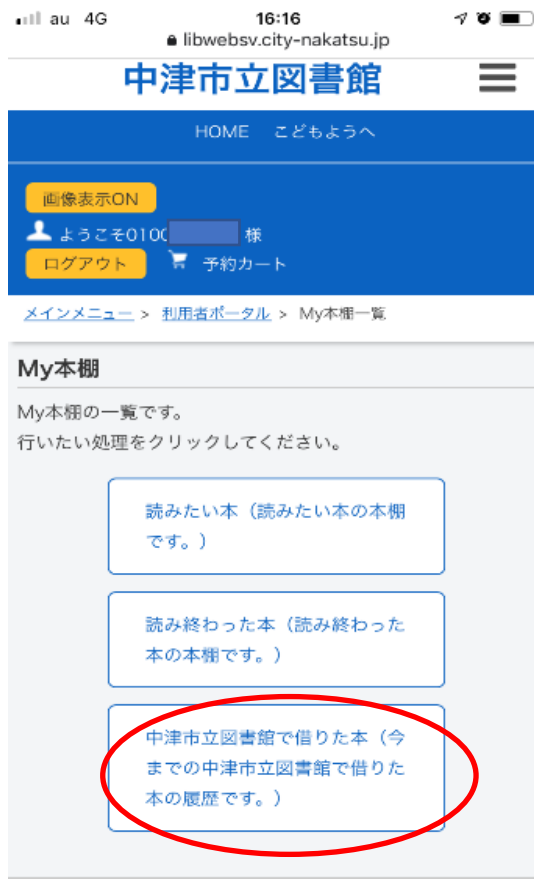 au 4G 16:16
libwebsv.city-nakatsu.jp
中津市立図書館
HOME こどもようへ
画像表示ON
ようこそ0100 様
ログアウト 予約カート
メインメニュー > 利用者ポータル > My本棚一覧
My本棚
My本棚の一覧です。
行いたい処理をクリックしてください。
読みたい本（読みたい本の本棚
です。）
読み終わった本（読み終わった
本の本棚です。）
中津市立図書館で借りた本（今
までの中津市立図書館で借りた
本の履歴です。）